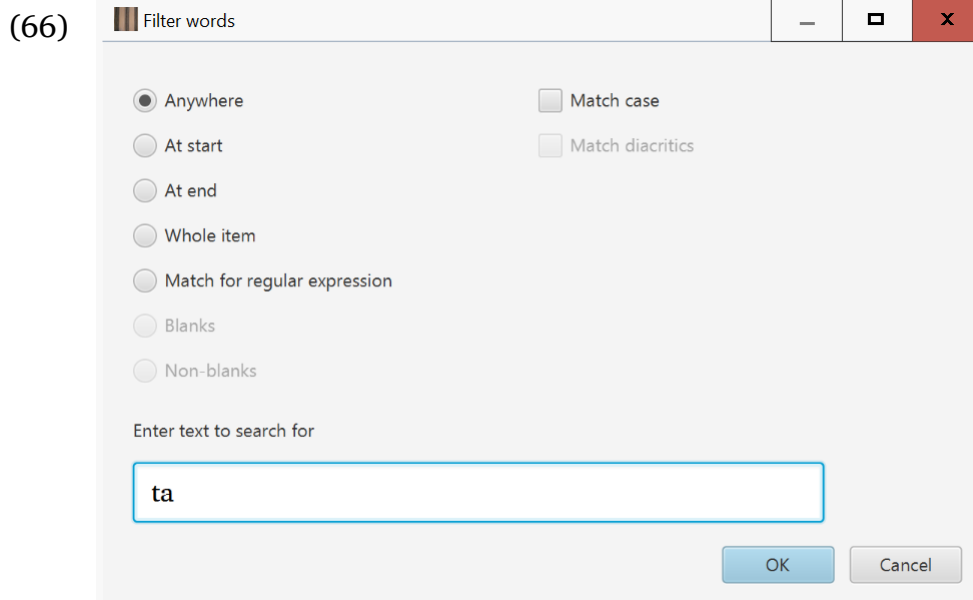 (66)
Filter words
Anywhere
Match case
At start
Match diacritics
At end
Whole item
Match for regular expression
Blanks
Non-blanks
Enter text to search for
ta
OK
Cancel